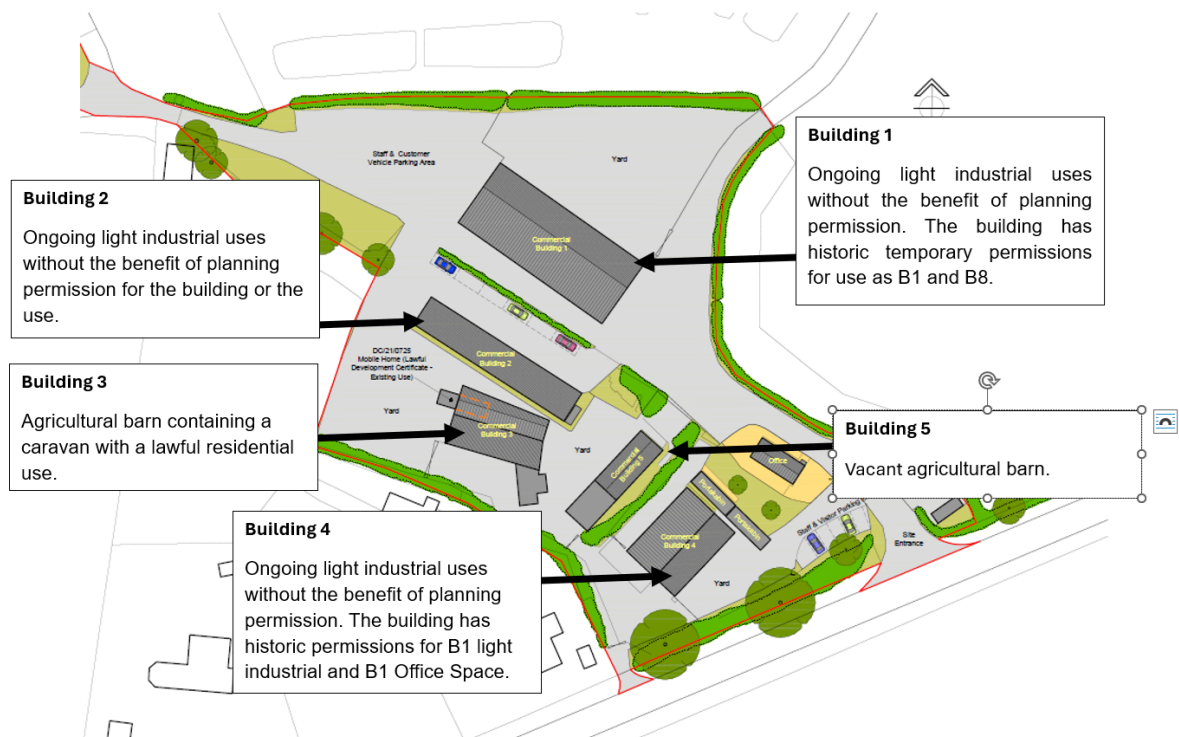 Building 1
Ongoing light industrial uses
without the benefit of planning
permission. The building has
historic temporary permissions
for use as B1 and B8.
Staff & Customer
Vehicle Parking Area
Yard
Building 2
Ongoing light industrial uses
without the benefit of planning
permission for the building or the
use.
Commercial
Building 1
DC/21/0725
Mobile Home (Lawful
Development Certificate -
Existing Use)
Commercial
Building 2
Building 3
Agricultural barn containing a
caravan with a lawful residential
use.
Yard
Commercial
Building 3
Yard
Commercial
Building 5
Building 5
Vacant agricultural barn.
Office
Portakabin
Portakabin
Staff & Visitor Parking
Site
Entrance
Commercial
Building 4
Yard
Building 4
Ongoing light industrial uses
without the benefit of planning
permission. The building has
historic permissions for B1 light
industrial and B1 Office Space.